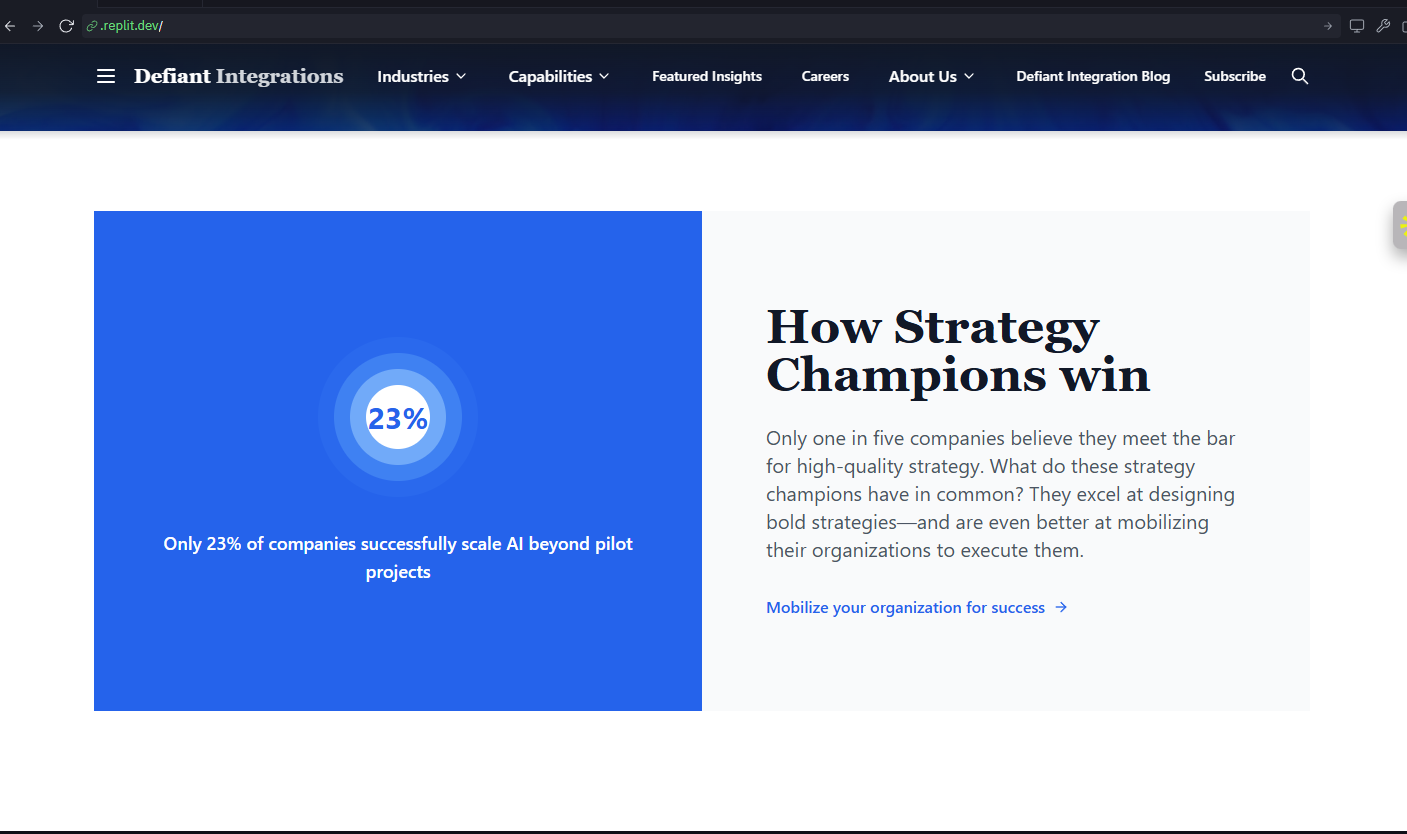 .replit.dev/
Defiant Integrations Industries Capabilities Featured Insights Careers About Us Defiant Integration Blog Subscribe
23%
Only 23% of companies successfully scale AI beyond pilot
projects
How Strategy
Champions win
Only one in five companies believe they meet the bar
for high-quality strategy. What do these strategy
champions have in common? They excel at designing
bold strategies—and are even better at mobilizing
their organizations to execute them.
Mobilize your organization for success →